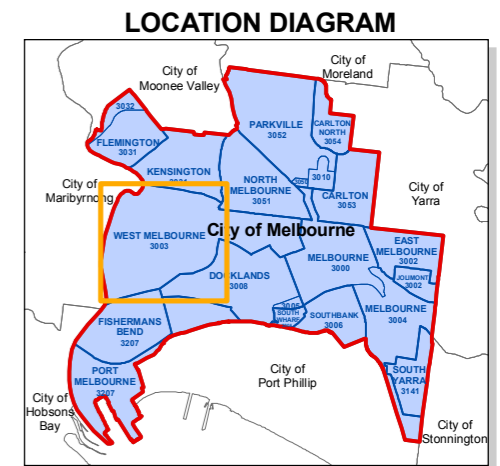 LOCATION DIAGRAM
City of
Moonee Valley
City of
Moreland
3032
FLEMINGTON
3031
PARKVILLE
3052
CARLTON
NORTH
3054
KENSINGTON
3031
NORTH
MELBOURNE
3051
3010
CARLTON
3053
City of
Maribyrnong
City of
Yarra
WEST MELBOURNE
3003
City of Melbourne
EAST
MELBOURNE
3002
MELBOURNE
3000
DOCKLANDS
3008
3002
MELBOURNE
3004
SOUTH
WHARF
SOUTHBANK
3006
FISHERMANS
BEND
3207
PORT
MELBOURNE
3207
City of
Port Phillip
SOUTH
YARRA
3141
City of
Hobsons
Bay
City of
Stonnington